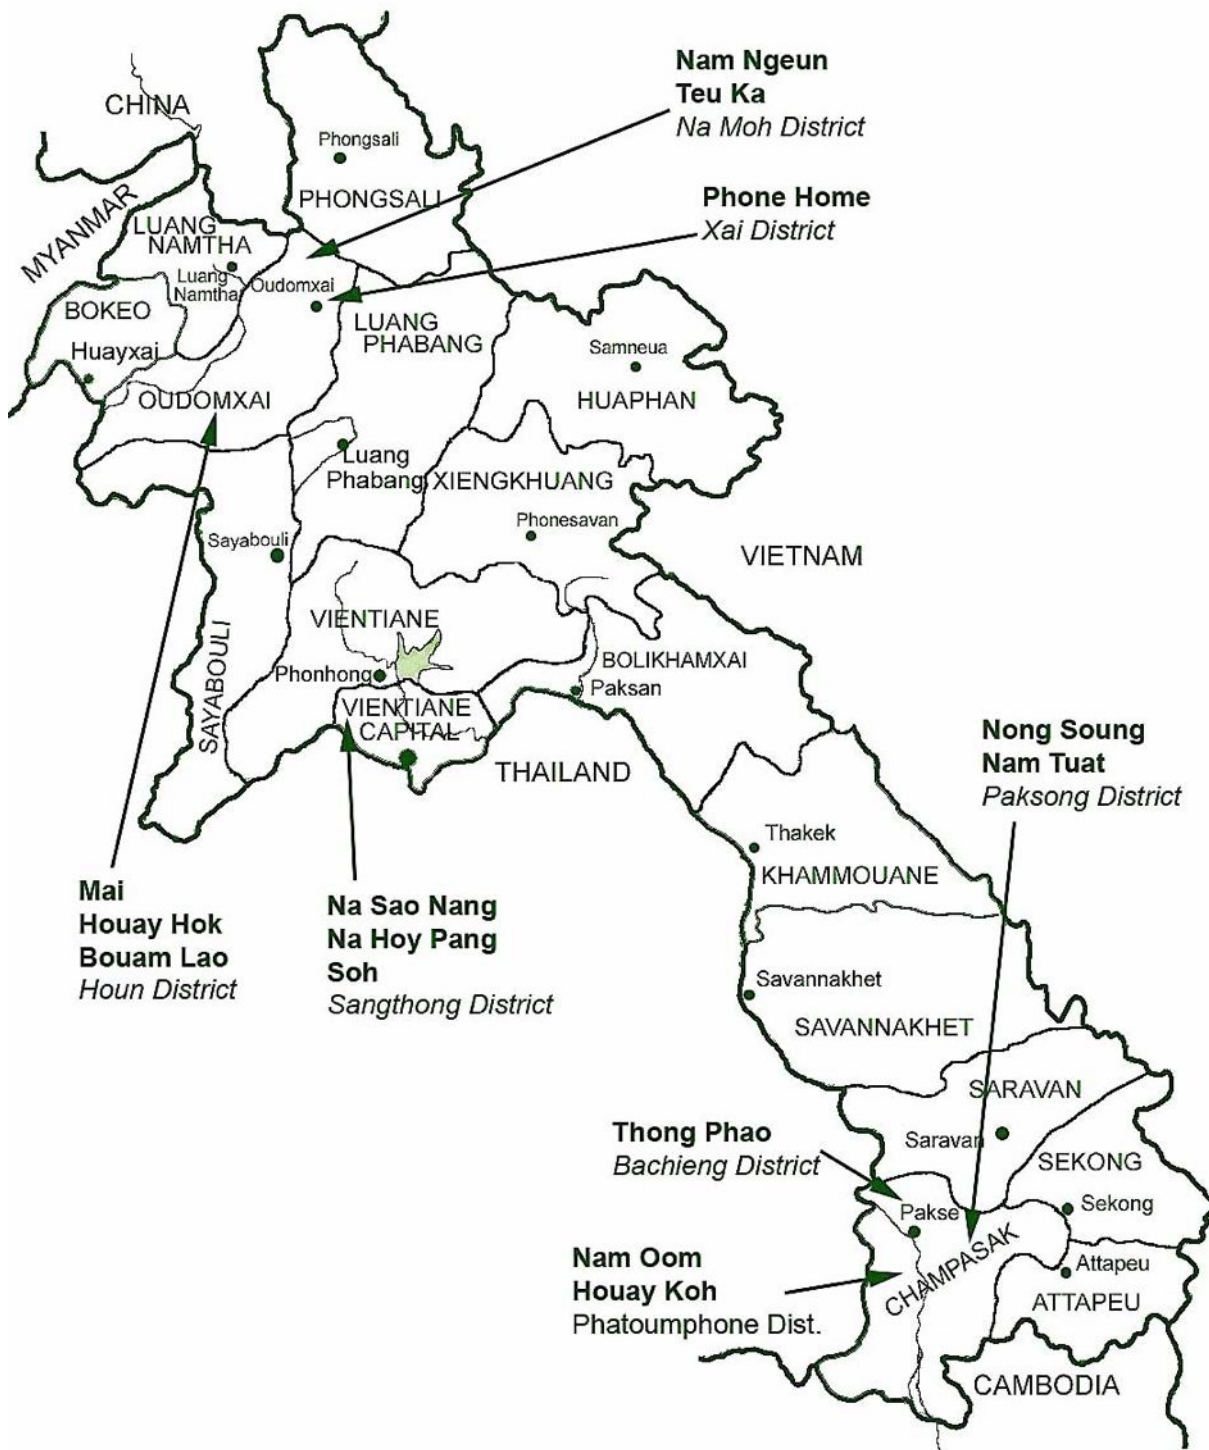 Nam Ngeun
Teu Ka
Na Moh District
CHINA
Phongsali
PHONGSALI
Phone Home
Xai District
MYANMAR
LUANG
NAMTHA
Luang
Namtha
Oudomxai
BOKEO
LUANG
PHABANG
Huayxai
Samneua
OUDOMXAI
HUAPHAN
Luang
Phabang
XIENGKHUANG
Phonesavan
Sayabouli
VIETNAM
VIENTIANE
SAYABOULI
BOLIKHAMXAI
Phonhong
Paksan
VIENTIANE
CAPITAL
THAILAND
Nong Soung
Nam Tuat
Paksong District
Thakek
KHAMMOUANE
Mai
Houay Hok
Bouam Lao
Houn District
Na Sao Nang
Na Hoy Pang
Soh
Sangthong District
Savannakhet
SAVANNAKHET
SARAVAN
Saravan
Thong Phao
Bachieng District
SEKONG
Sekong
Pakse
CHAMPASAK
Nam Oom
Houay Koh
Phatoumphone Dist.
Attapeu
ATTAPEU
CAMBODIA